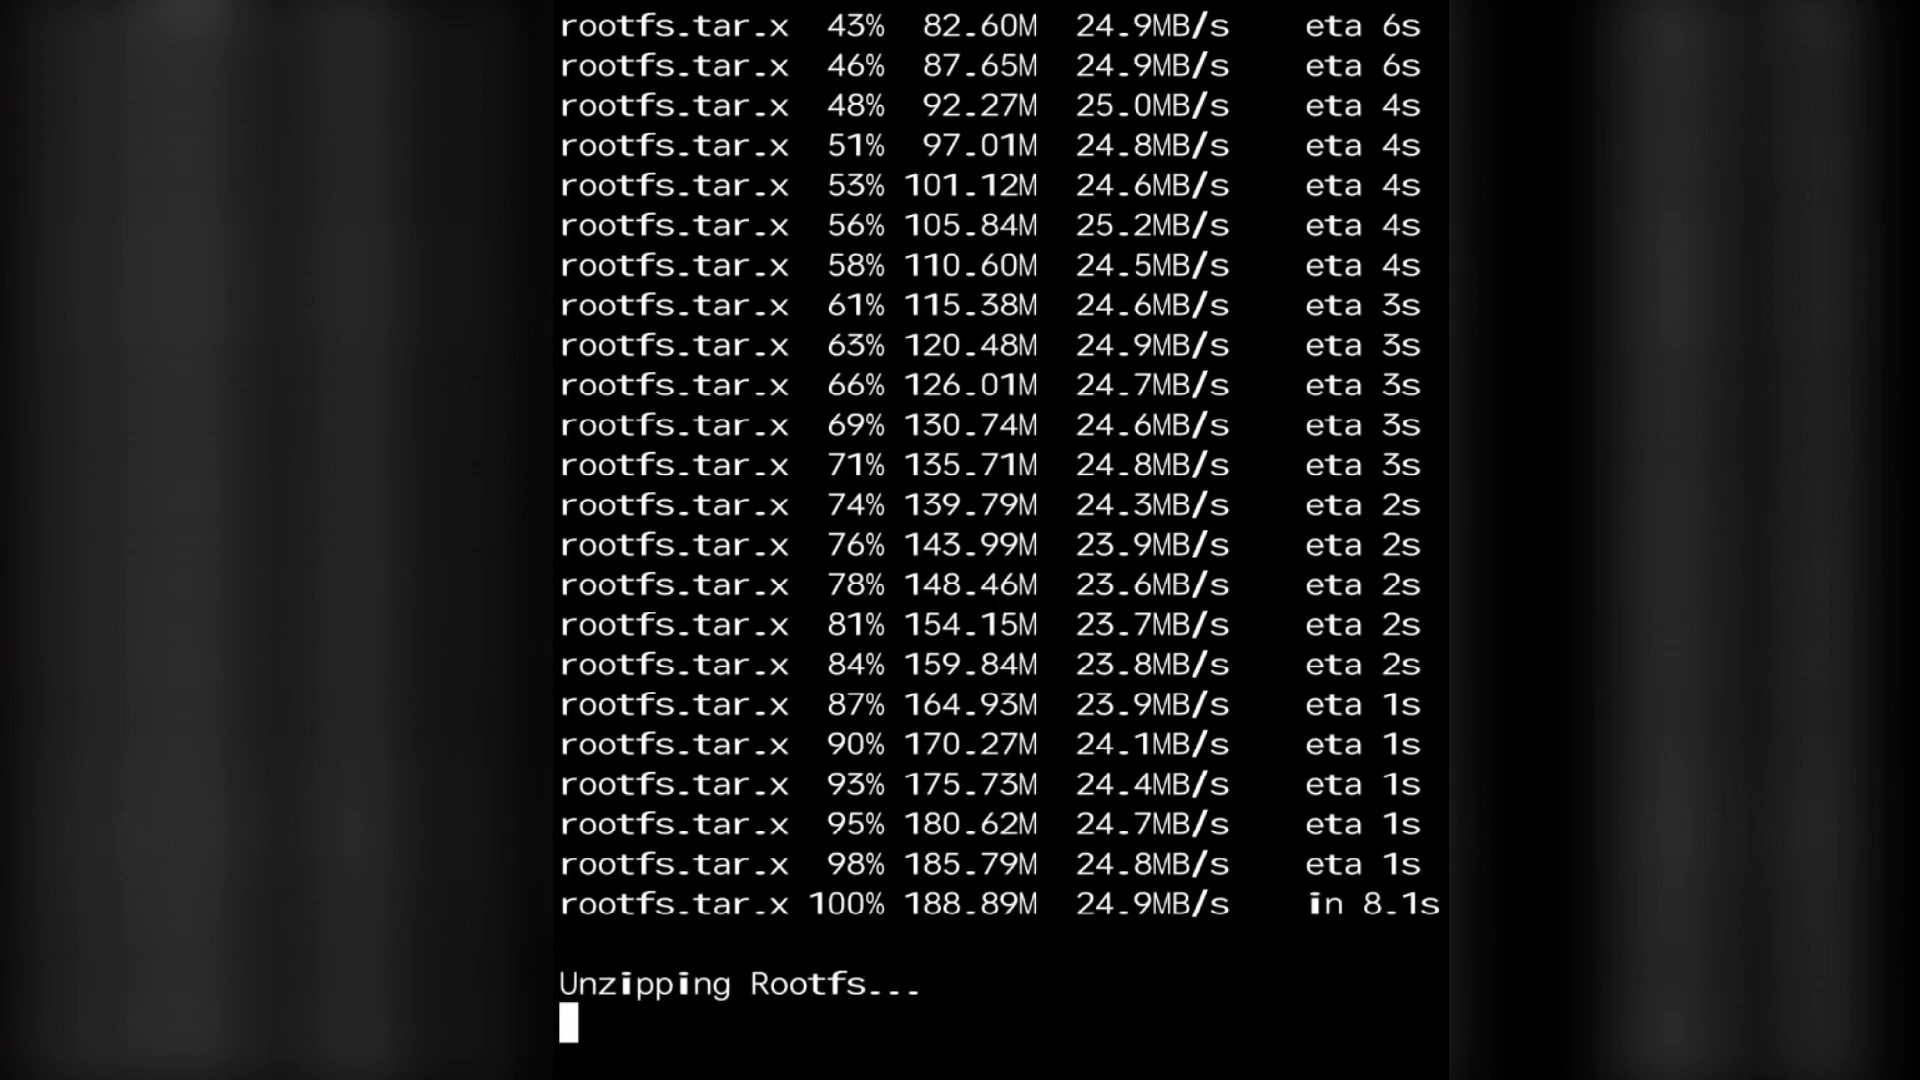 rootfs.tar.x 43% 82.60M 24.9MB/s eta 6s
rootfs.tar.x 46% 87.65M 24.9MB/s eta 6s
rootfs.tar.x 48% 92.27M 25.0MB/s eta 4s
rootfs.tar.x 51% 97.01M 24.8MB/s eta 4s
rootfs.tar.x 53% 101.12M 24.6MB/s eta 4s
rootfs.tar.x 56% 105.84M 25.2MB/s eta 4s
rootfs.tar.x 58% 110.60M 24.5MB/s eta 4s
rootfs.tar.x 61% 115.38M 24.6MB/s eta 3s
rootfs.tar.x 63% 120.48M 24.9MB/s eta 3s
rootfs.tar.x 66% 126.01M 24.7MB/s eta 3s
rootfs.tar.x 69% 130.74M 24.6MB/s eta 3s
rootfs.tar.x 71% 135.71M 24.8MB/s eta 3s
rootfs.tar.x 74% 139.79M 24.3MB/s eta 2s
rootfs.tar.x 76% 143.99M 23.9MB/s eta 2s
rootfs.tar.x 78% 148.46M 23.6MB/s eta 2s
rootfs.tar.x 81% 154.15M 23.7MB/s eta 2s
rootfs.tar.x 84% 159.84M 23.8MB/s eta 2s
rootfs.tar.x 87% 164.93M 23.9MB/s eta 1s
rootfs.tar.x 90% 170.27M 24.1MB/s eta 1s
rootfs.tar.x 93% 175.73M 24.4MB/s eta 1s
rootfs.tar.x 95% 180.62M 24.7MB/s eta 1s
rootfs.tar.x 98% 185.79M 24.8MB/s eta 1s
rootfs.tar.x 100% 188.89M 24.9MB/s in 8.1s
Unzipping Rootfs...